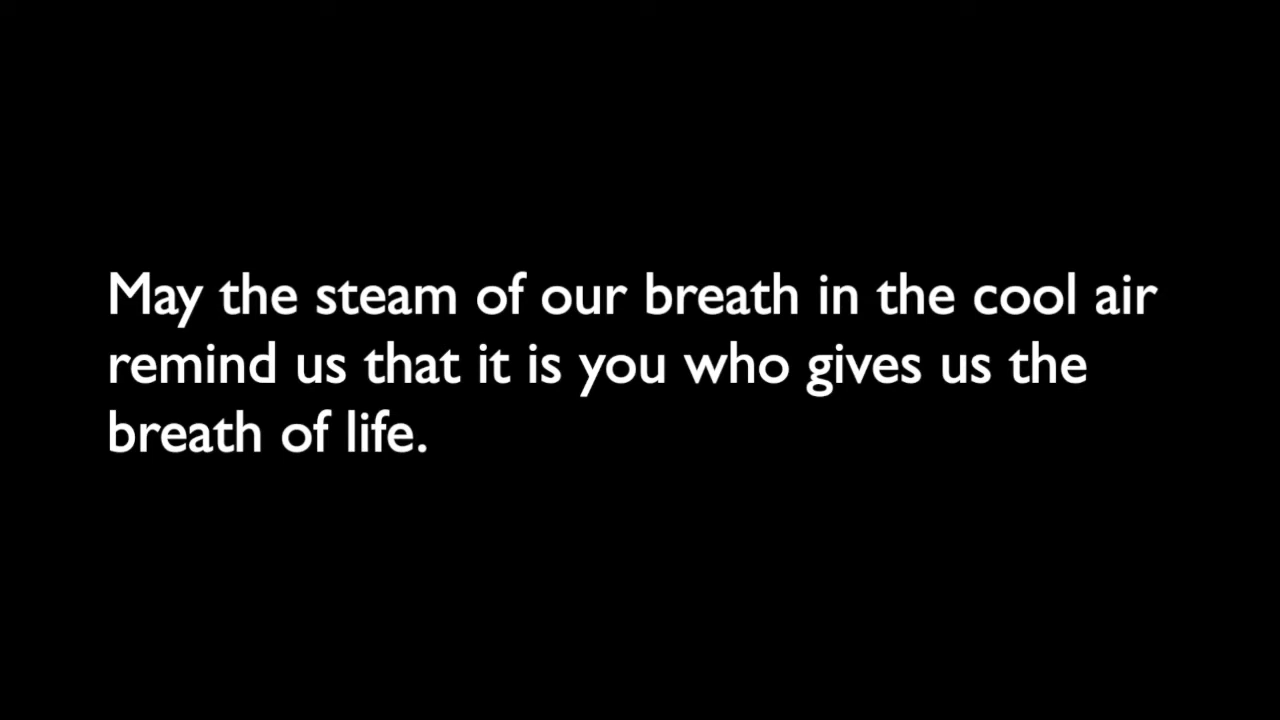 May the steam of our breath in the cool air
remind us that it is you who gives us the
breath of life.